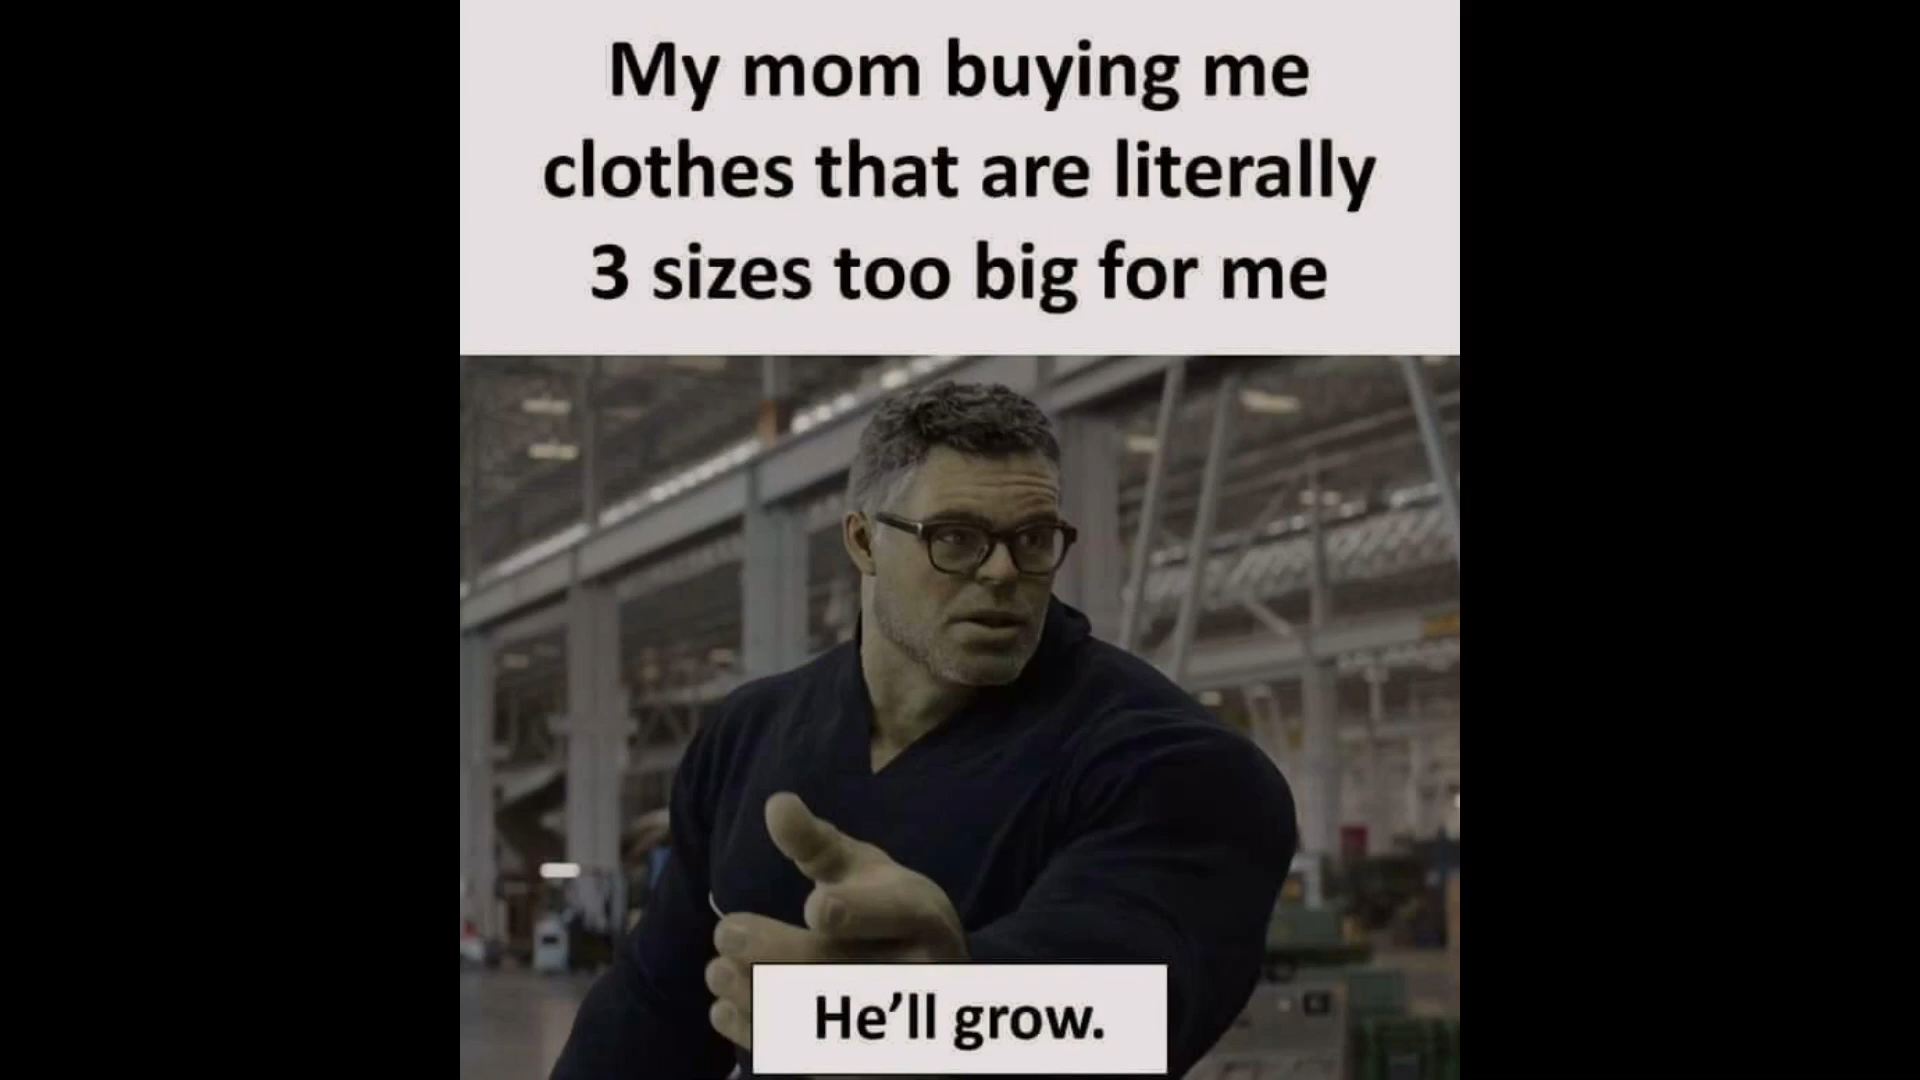 My mom buying me
clothes that are literally
3 sizes too big for me
He’ll grow.